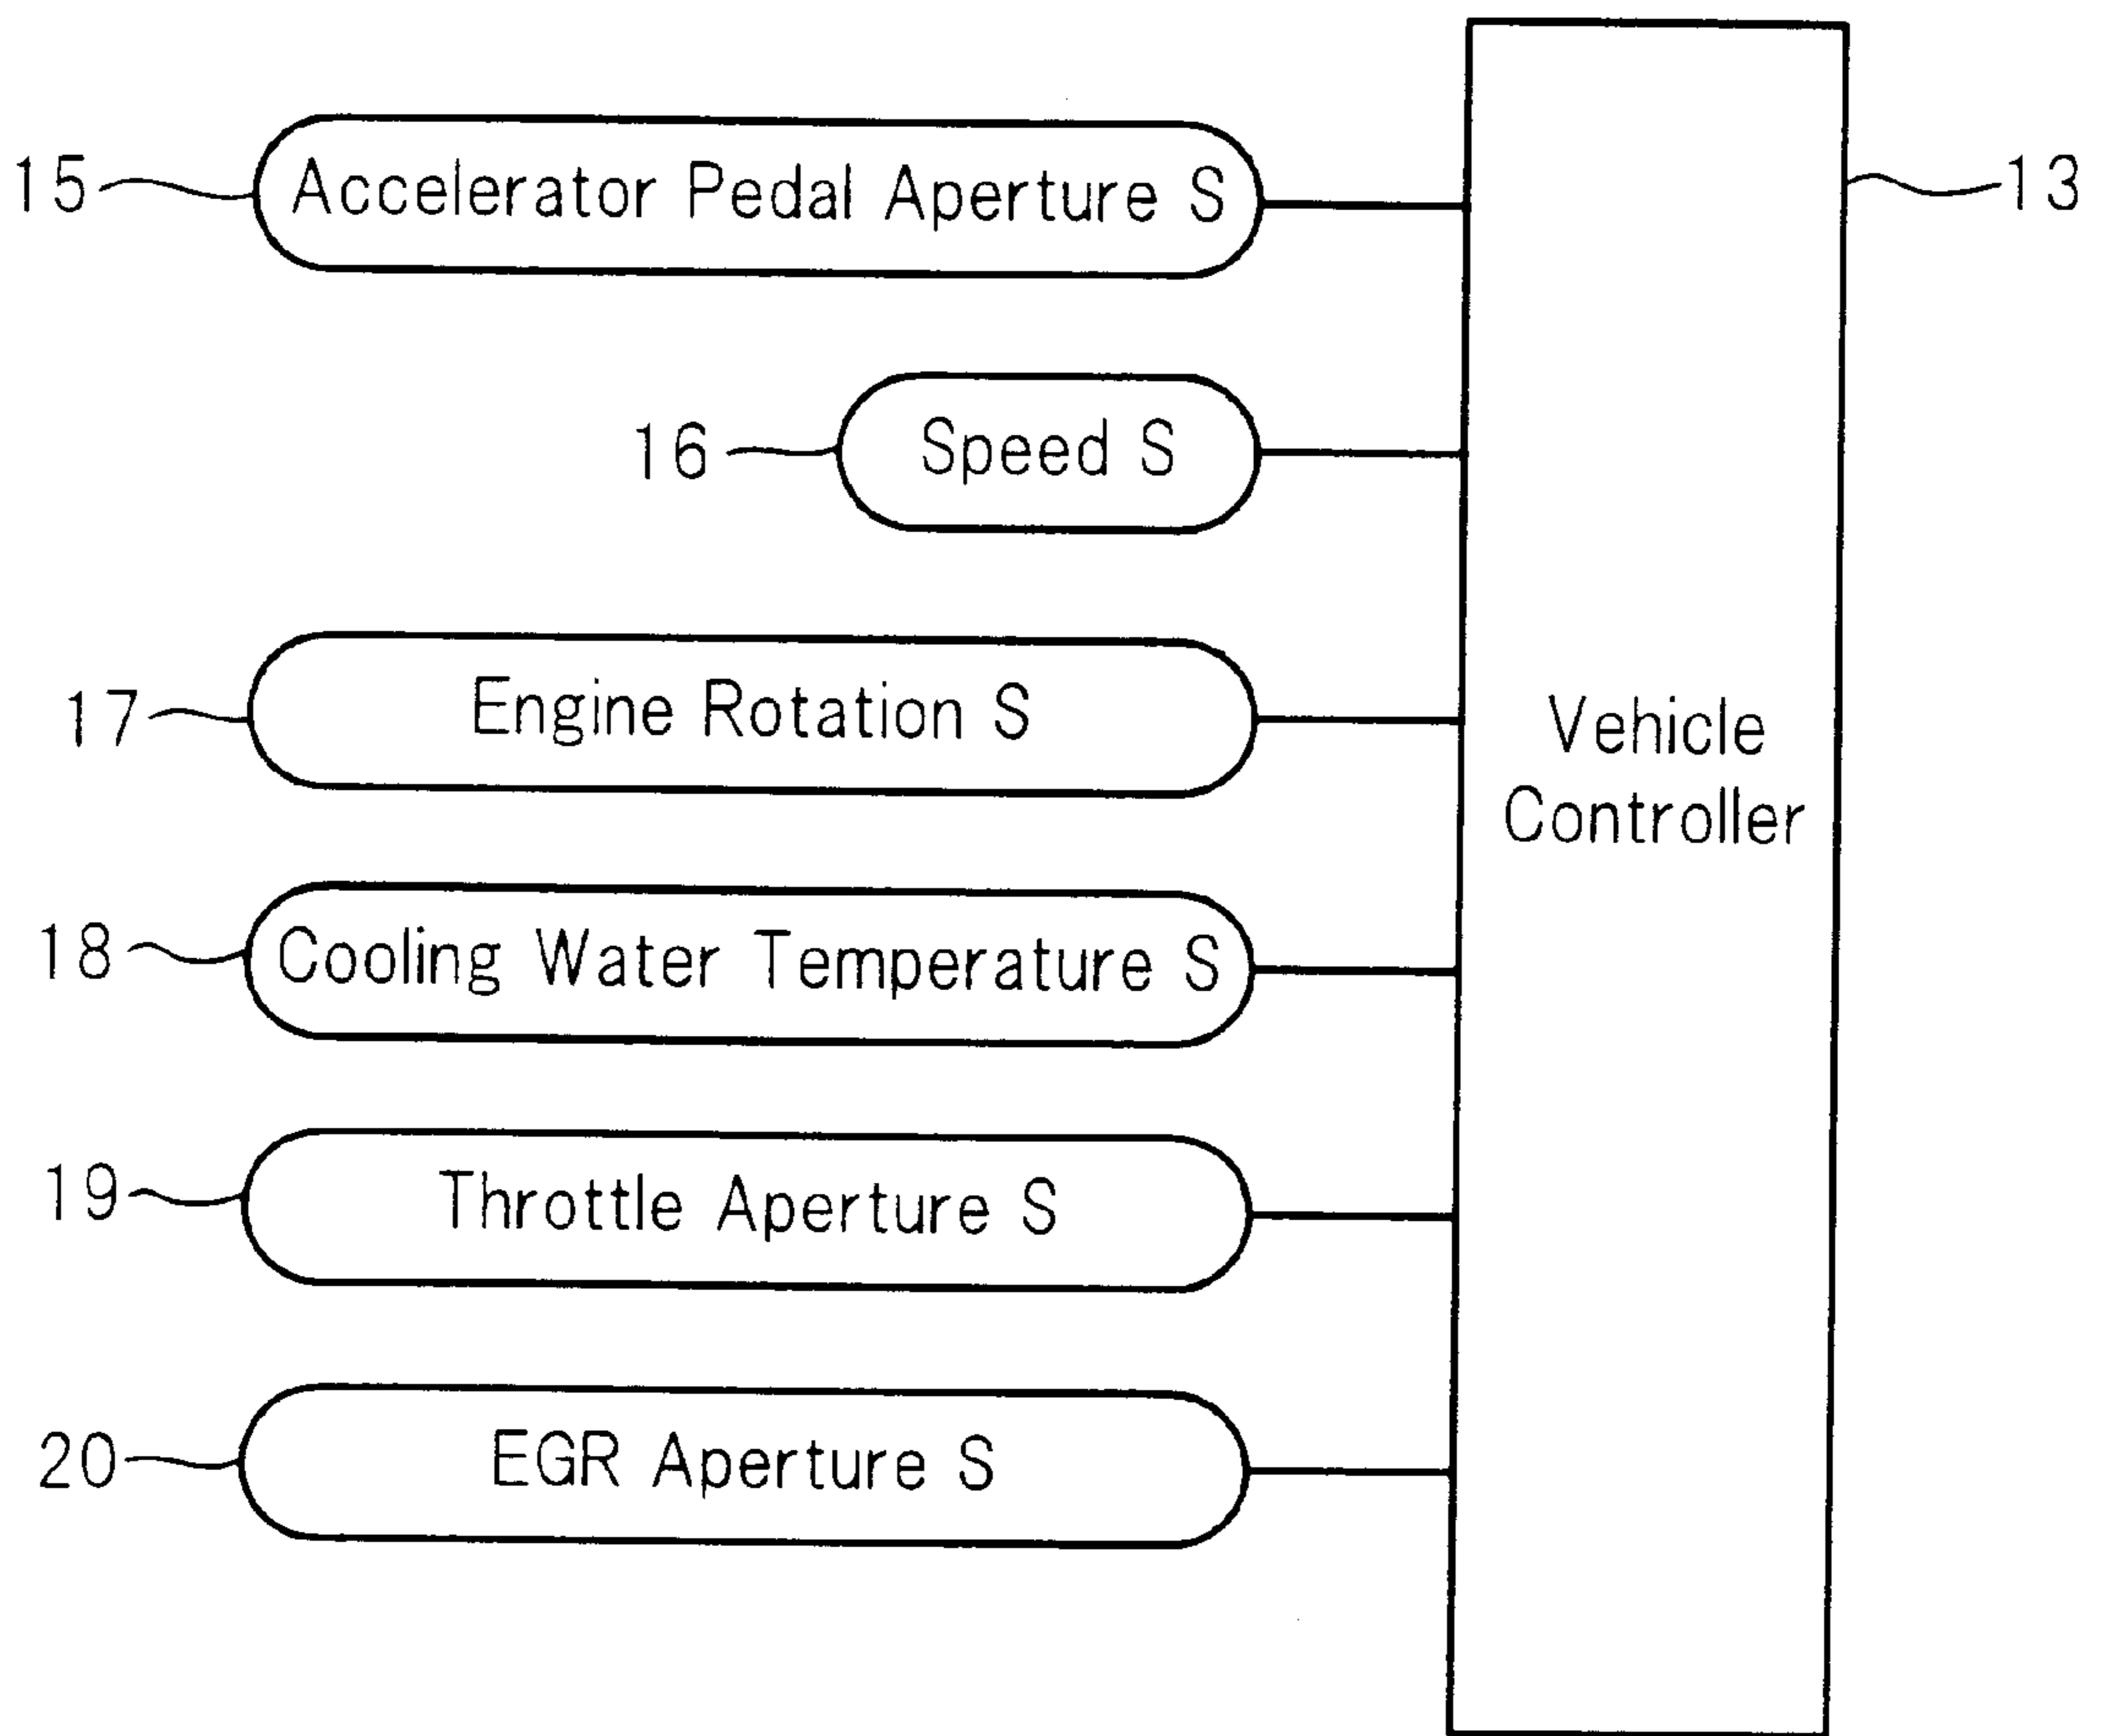 15
Accelerator Pedal Aperture S
13
16
Speed S
17
Engine Rotation S
Vehicle
Controller
18
Cooling Water Temperature S
19
Throttle Aperture S
20
EGR Aperture S